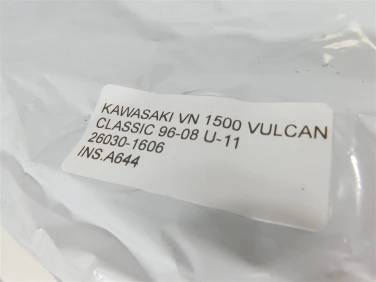 KAWASAKI VN 1500 VULCAN
CLASSIC 96-08 U-11
26030-1606
INS.A644